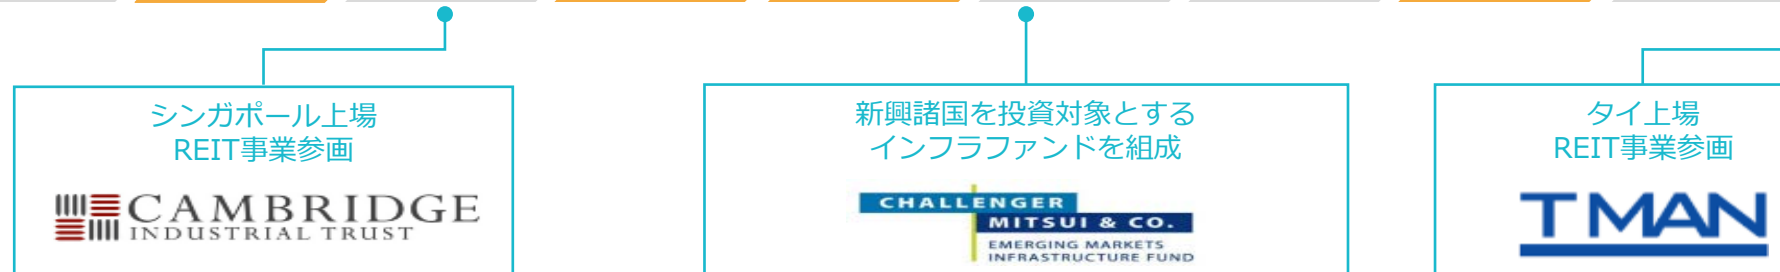 シンガポール上場
REIT事業参画
CAMBRIDGE
INDUSTRIAL TRUST
新興諸国を投資対象とする
インフラファンドを組成
CHALLENGER
MITSUI & CO.
EMERGING MARKETS
INFRASTRUCTURE FUND
タイ上場
REIT事業参画
TMAN